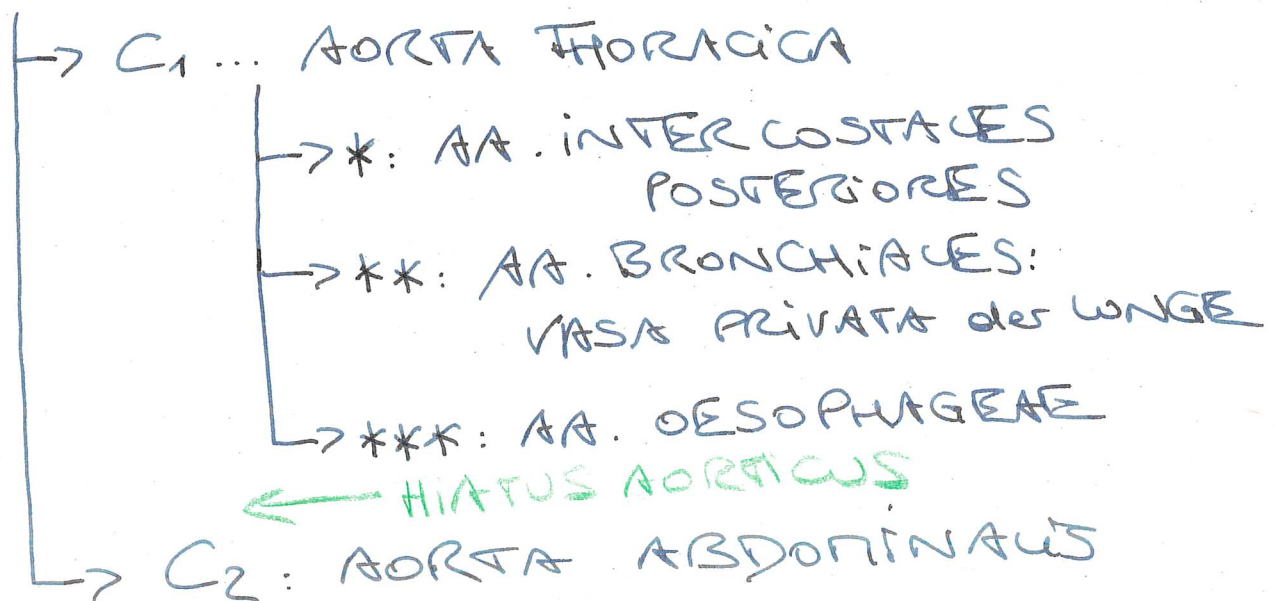 → C1 ... AORTA THORACICA
→ *: AA. INTERCOSTALES
POSTERIORES
→ **: AA. BRONCHIALES:
VASA PRIVATA der LUNGE
→ ***: AA. OESOPHAGEAE
← HIATUS AORTICUS
→ C2: AORTA ABDOMINALIS